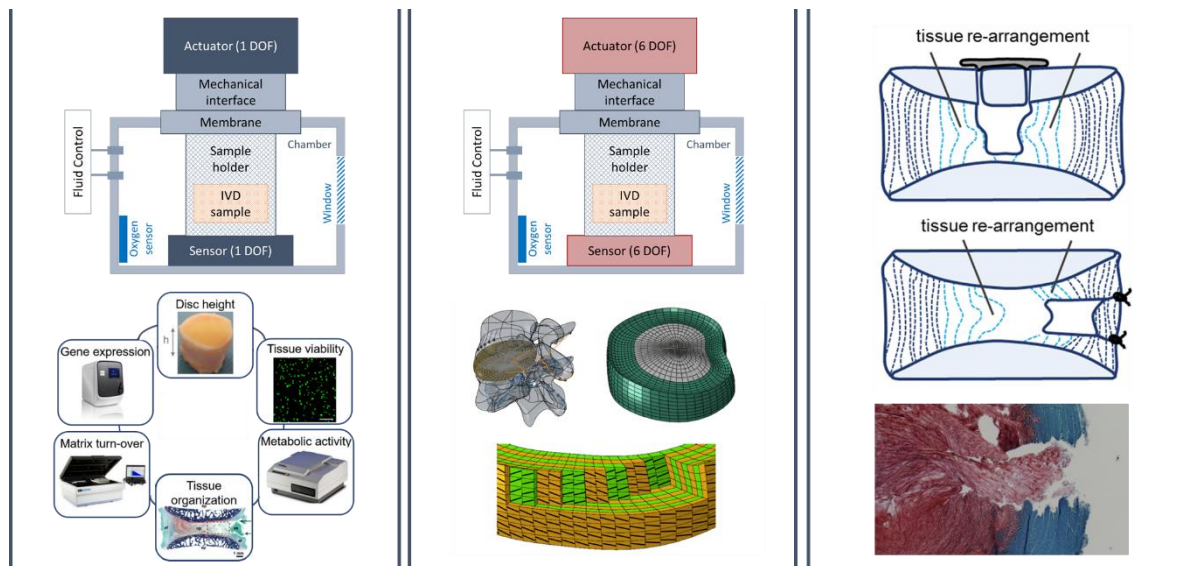 Actuator (1 DOF)
Mechanical
interface
Membrane
Fluid Control
Chamber
Sample
holder
IVD
sample
Window
Oxygen
sensor
Sensor (1 DOF)
Disc height
h
Gene expression
Tissue viability
Matrix turn-over
Metabolic activity
Tissue
organization
Actuator (6 DOF)
Mechanical
interface
Membrane
Fluid Control
Chamber
Sample
holder
IVD
sample
Window
Oxygen
sensor
Sensor (6 DOF)
tissue re-arrangement
tissue re-arrangement